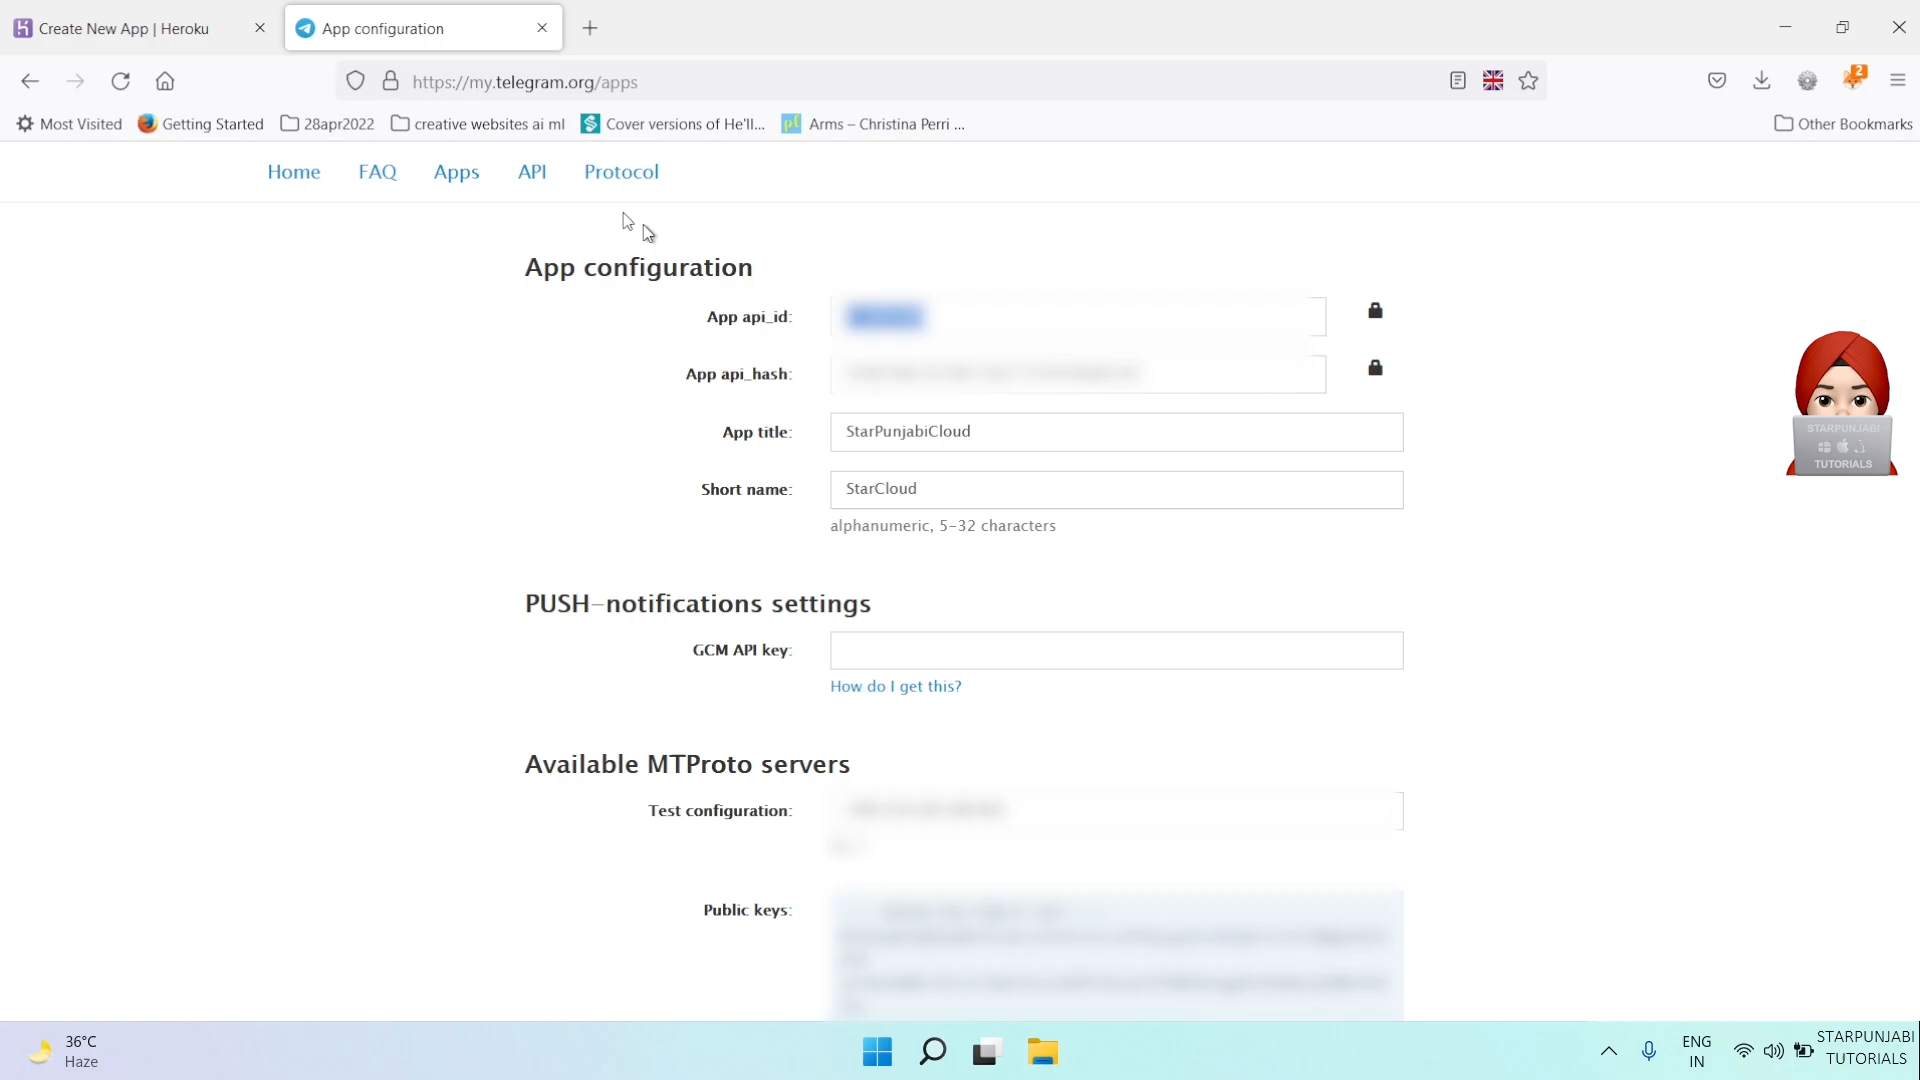 Create New App | Heroku
App configuration
https://my.telegram.org/apps
2
Most Visited
Getting Started
28apr2022
creative websites ai ml
Cover versions of He'll...
Arms – Christina Perri ...
Other Bookmarks
Home
FAQ
Apps
API
Protocol
App configuration
App api_id:
App api_hash:
App title:
StarPunjabiCloud
Short name:
StarCloud
alphanumeric, 5-32 characters
STARPUNJABI
TUTORIALS
PUSH-notifications settings
GCM API key:
How do I get this?
Available MTProto servers
Test configuration:
Public keys:
36°C
Haze
ENG
IN
STARPUNJABI
TUTORIALS